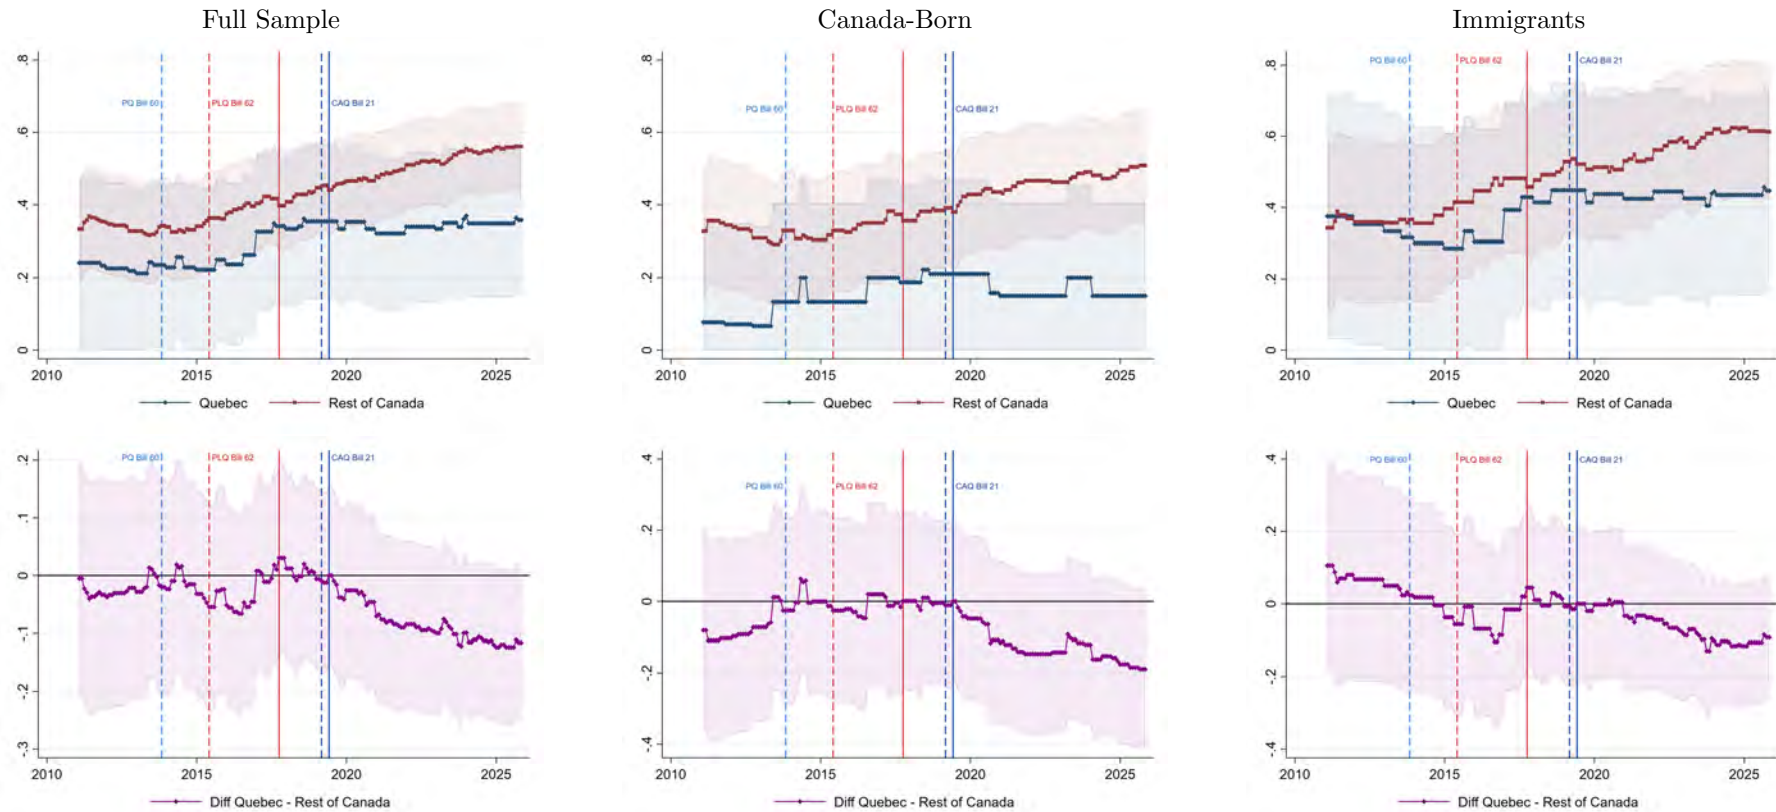 Full Sample
Canada-Born
Immigrants
.8
.6
.4
.2
0
PQ Bill 60
PLQ Bill 62
CAQ Bill 21
2010 2015 2020 2025
Quebec Rest of Canada
.8
.6
.4
.2
0
PQ Bill 60
PLQ Bill 62
CAQ Bill 21
2010 2015 2020 2025
Quebec Rest of Canada
.8
.6
.4
.2
0
PQ Bill 60
PLQ Bill 62
CAQ Bill 21
2010 2015 2020 2025
Quebec Rest of Canada
.2
.1
0
-.1
-.2
-.3
PQ Bill 60
PLQ Bill 62
CAQ Bill 21
2010 2015 2020 2025
Diff Quebec - Rest of Canada
.4
.2
0
-.2
-.4
PQ Bill 60
PLQ Bill 62
CAQ Bill 21
2010 2015 2020 2025
Diff Quebec - Rest of Canada
.4
.2
0
-.2
-.4
PQ Bill 60
PLQ Bill 62
CAQ Bill 21
2010 2015 2020 2025
Diff Quebec - Rest of Canada